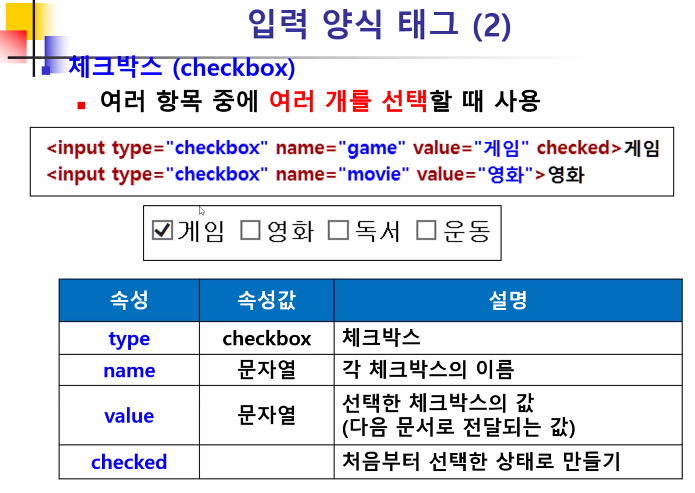 입력 양식 태그 (2)
체크박스 (checkbox)
여러 항목 중에 여러 개를 선택할 때 사용
<input type="checkbox" name="game" value="게임" checked>게임
<input type="checkbox" name="movie" value="영화">영화
게임 영화 독서 운동
속성 속성값 설명
type checkbox 체크박스
name 문자열 각 체크박스의 이름
value 문자열 선택한 체크박스의 값
(다음 문서로 전달되는 값)
checked 처음부터 선택한 상태로 만들기